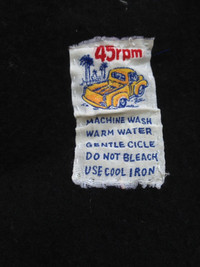 45rpm
MACHINE WASH
WARM WATER
GENTLE CICLE
DO NOT BLEACH
USE COOL IRON